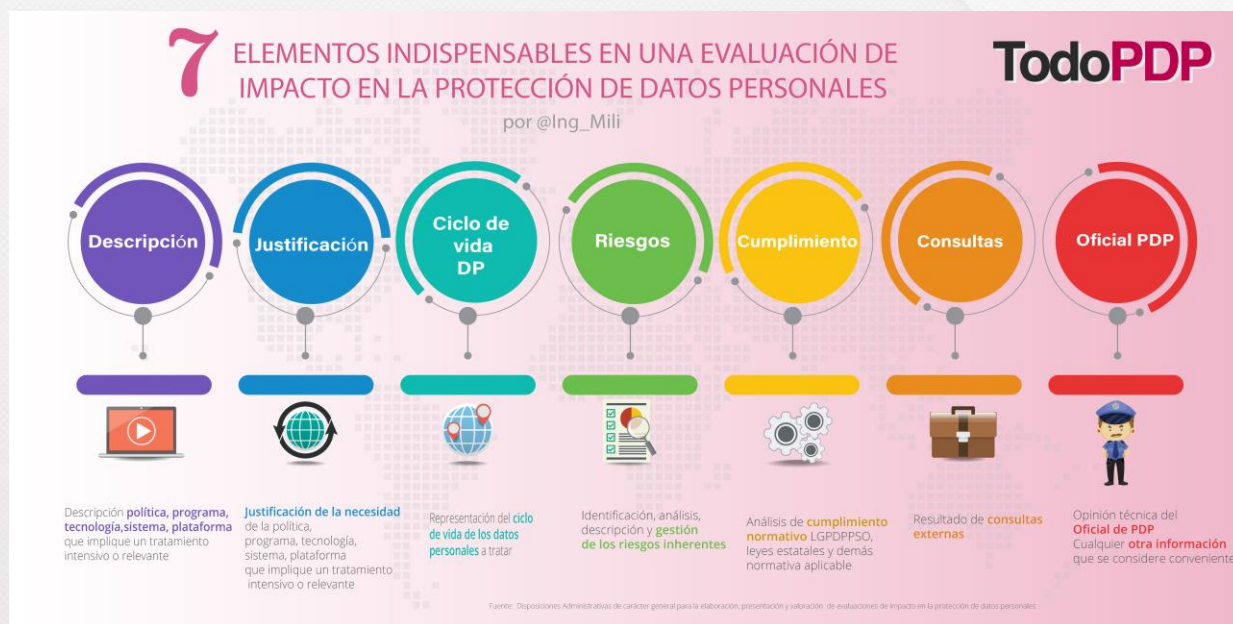 7 ELEMENTOS INDISPENSABLES EN UNA EVALUACIÓN DE
IMPACTO EN LA PROTECCIÓN DE DATOS PERSONALES
por @Ing_Mili
TodoPDP
Descripción
Justificación
Ciclo de
vida
DP
Riesgos
Cumplimiento
Consultas
Oficial PDP
Descripción política, programa,
tecnología,sistema, plataforma
que implique un tratamiento
intensivo o relevante
Justificación de la necesidad
de la política,
programa, tecnología,
sistema, plataforma
que implique un tratamiento
intensivo o relevante
Representación del ciclo
de vida de los datos
personales a tratar
Identificación, análisis,
descripción y gestión
de los riesgos inherentes
Análisis de cumplimiento
normativo LGPDPPSO,
leyes estatales y demás
normativa aplicable
Resultado de consultas
externas
Opinión técnica del
Oficial de PDP
Cualquier otra información
que se considere conveniente
Fuente: Disposiciones Administrativas de carácter general para la elaboración, presentación y valoración de evaluaciones de impacto en la protección de datos personales